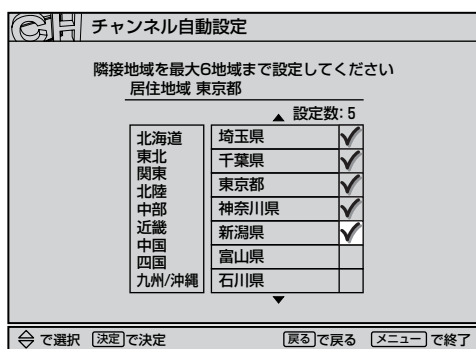 CH チャンネル自動設定
隣接地域を最大6地域まで設定してください
居住地域 東京都
▲ 設定数: 5
北海道
東北
関東
北陸
中部
近畿
中国
四国
九州/沖縄
埼玉県
千葉県
東京都
神奈川県
新潟県
富山県
石川県
▼
で選択 決定で決定 戻るで戻る メニューで終了